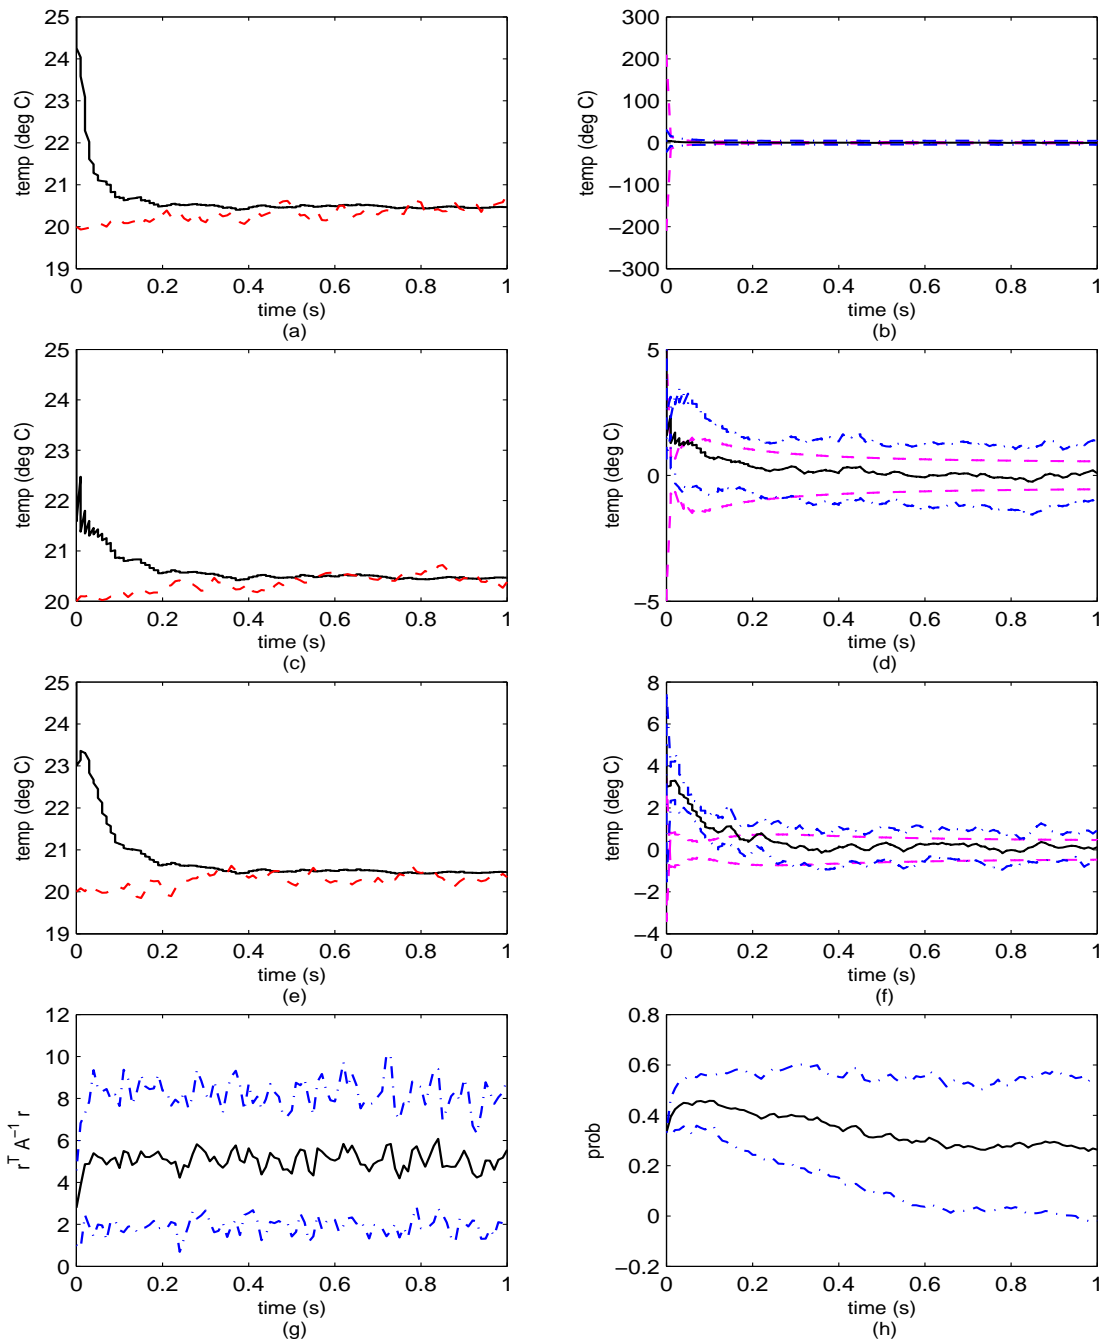 25
24
23
22
21
20
19
temp (deg C)
0 0.2 0.4 0.6 0.8 1
time (s)
(a)
300
200
100
0
−100
−200
−300
temp (deg C)
0 0.2 0.4 0.6 0.8 1
time (s)
(b)
25
24
23
22
21
20
temp (deg C)
0 0.2 0.4 0.6 0.8 1
time (s)
(c)
5
0
−5
temp (deg C)
0 0.2 0.4 0.6 0.8 1
time (s)
(d)
25
24
23
22
21
20
19
temp (deg C)
0 0.2 0.4 0.6 0.8 1
time (s)
(e)
8
6
4
2
0
−2
−4
temp (deg C)
0 0.2 0.4 0.6 0.8 1
time (s)
(f)
12
10
8
6
4
2
0
r^T A^−1 r
0 0.2 0.4 0.6 0.8 1
time (s)
(g)
0.8
0.6
0.4
0.2
0
−0.2
prob
0 0.2 0.4 0.6 0.8 1
time (s)
(h)